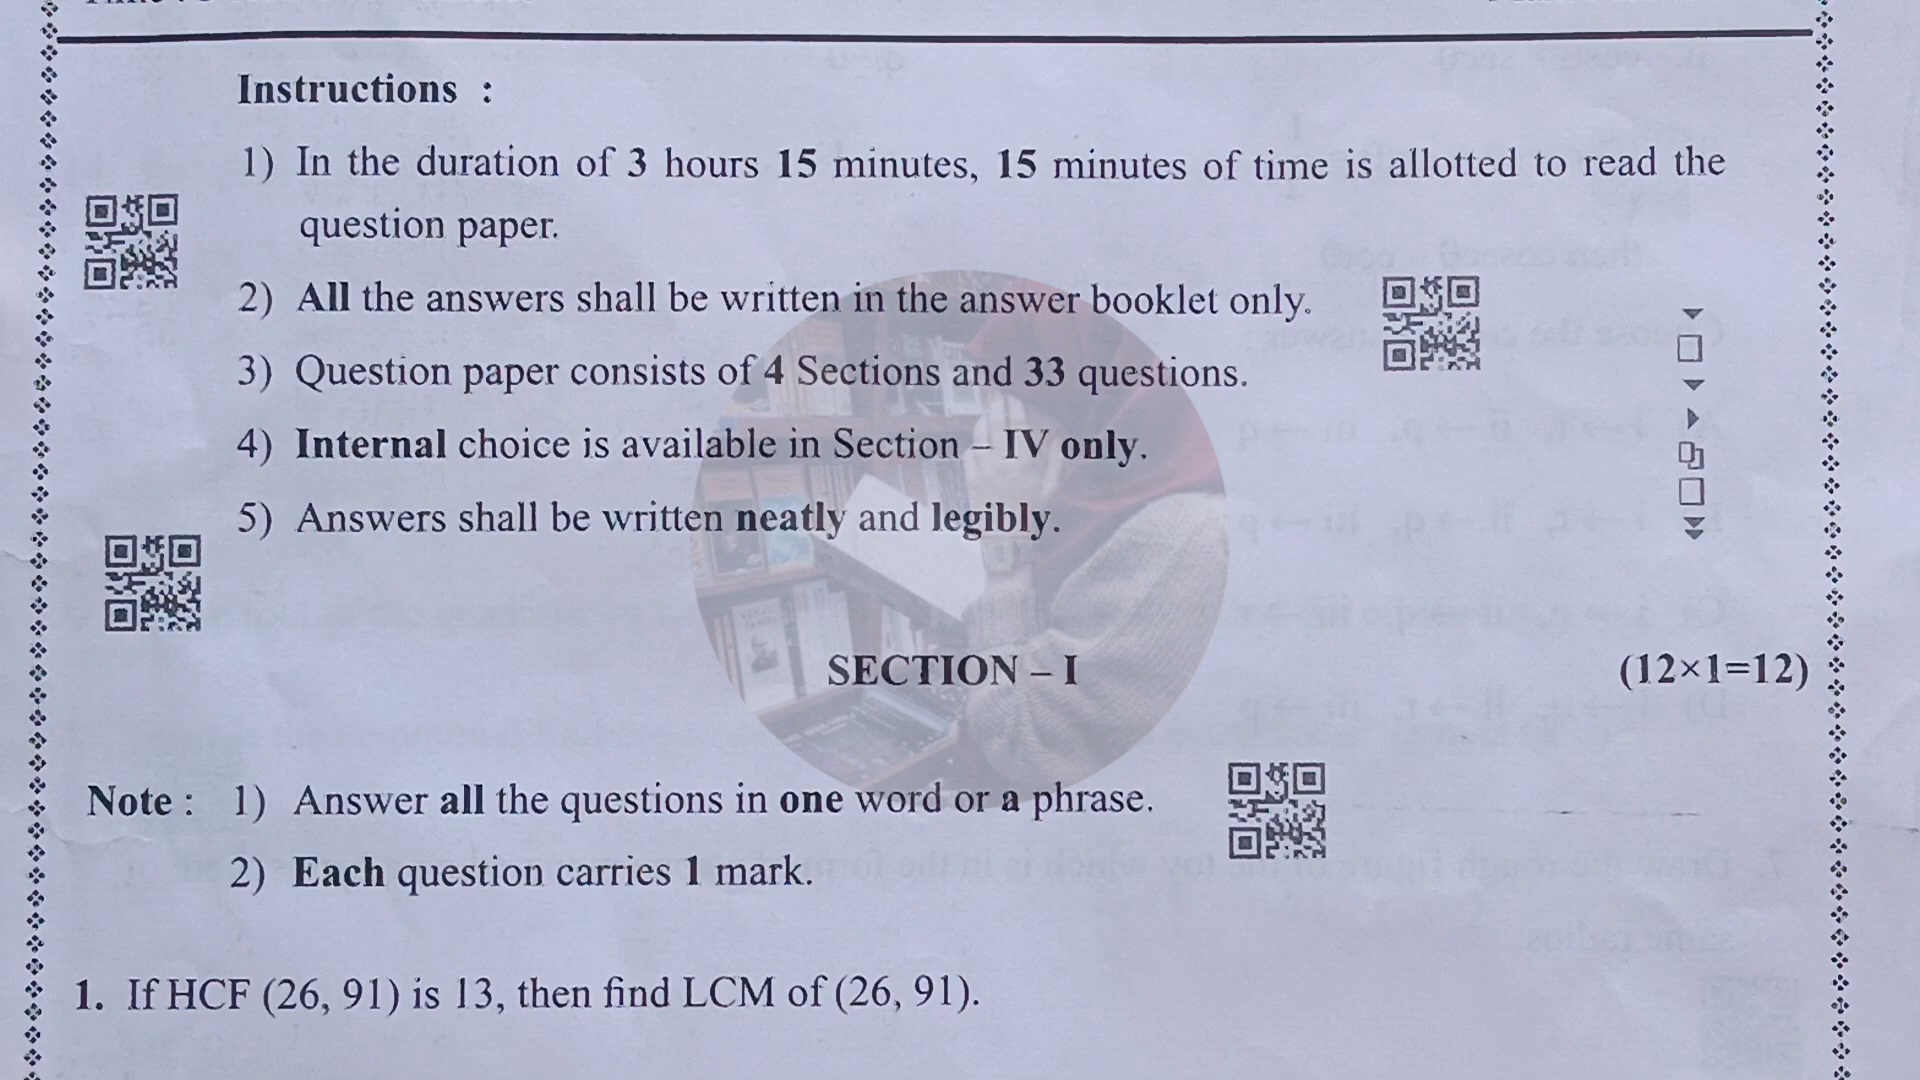 Instructions :
1) In the duration of 3 hours 15 minutes, 15 minutes of time is allotted to read the
question paper.
2) All the answers shall be written in the answer booklet only.
3) Question paper consists of 4 Sections and 33 questions.
4) Internal choice is available in Section – IV only.
5) Answers shall be written neatly and legibly.
SECTION – I
(12×1=12)
Note : 1) Answer all the questions in one word or a phrase.
2) Each question carries 1 mark.
1. If HCF (26, 91) is 13, then find LCM of (26, 91).